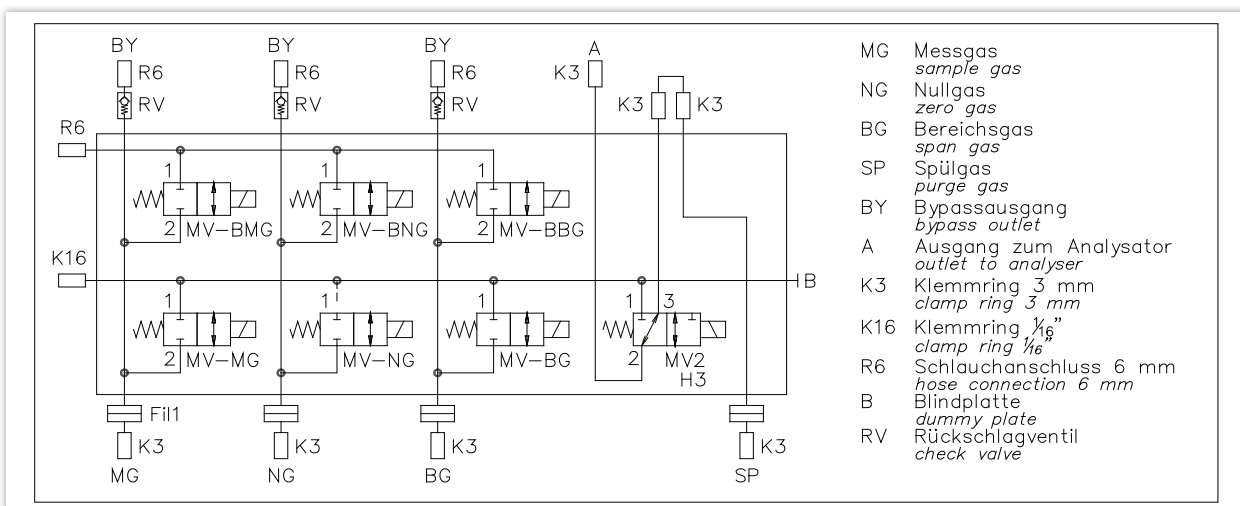 BY BY BY A
R6 R6 R6 K3
RV RV RV K3 K3
R6
1 1 1
2 MV-BMG 2 MV-BNG 2 MV-BBG
K16 B
1 1 1 1 3
2 MV-MG 2 MV-NG 2 MV-BG 2 MV2
H3
Fil1
K3 K3 K3 K3
MG NG BG SP
MG Messgas
sample gas
NG Nullgas
zero gas
BG Bereichsgas
span gas
SP Spülgas
purge gas
BY Bypassausgang
bypass outlet
A Ausgang zum Analysator
outlet to analyser
K3 Klemmring 3 mm
clamp ring 3 mm
K16 Klemmring 1/16"
clamp ring 1/16"
R6 Schlauchanschluss 6 mm
hose connection 6 mm
B Blindplatte
dummy plate
RV Rückschlagventil
check valve